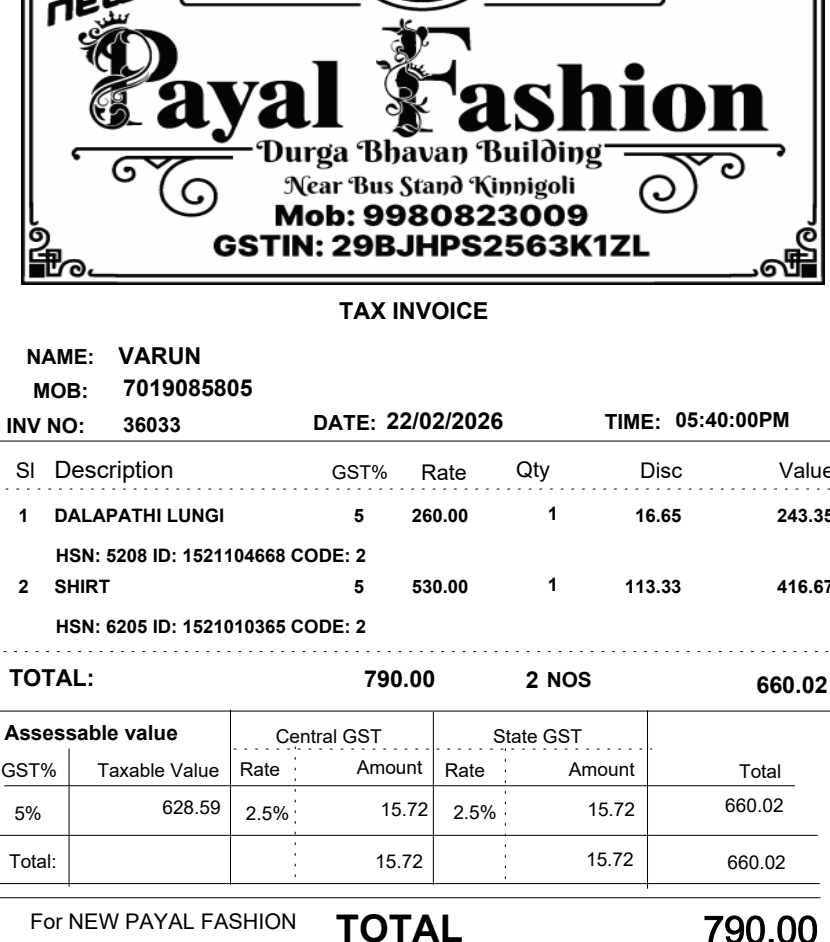 new
Payal Fashion
Durga Bhavan Building
Near Bus Stand Kinnigoli
Mob: 9980823009
GSTIN: 29BJHPS2563K1ZL
TAX INVOICE
NAME: VARUN
MOB: 7019085805
INV NO: 36033 DATE: 22/02/2026 TIME: 05:40:00PM
Sl Description GST% Rate Qty Disc Value
1 DALAPATHI LUNGI 5 260.00 1 16.65 243.35
HSN: 5208 ID: 1521104668 CODE: 2
2 SHIRT 5 530.00 1 113.33 416.67
HSN: 6205 ID: 1521010365 CODE: 2
TOTAL: 790.00 2 NOS 660.02
Assessable value Central GST State GST
GST% Taxable Value Rate Amount Rate Amount Total
5% 628.59 2.5% 15.72 2.5% 15.72 660.02
Total: 15.72 15.72 660.02
For NEW PAYAL FASHION TOTAL 790.00